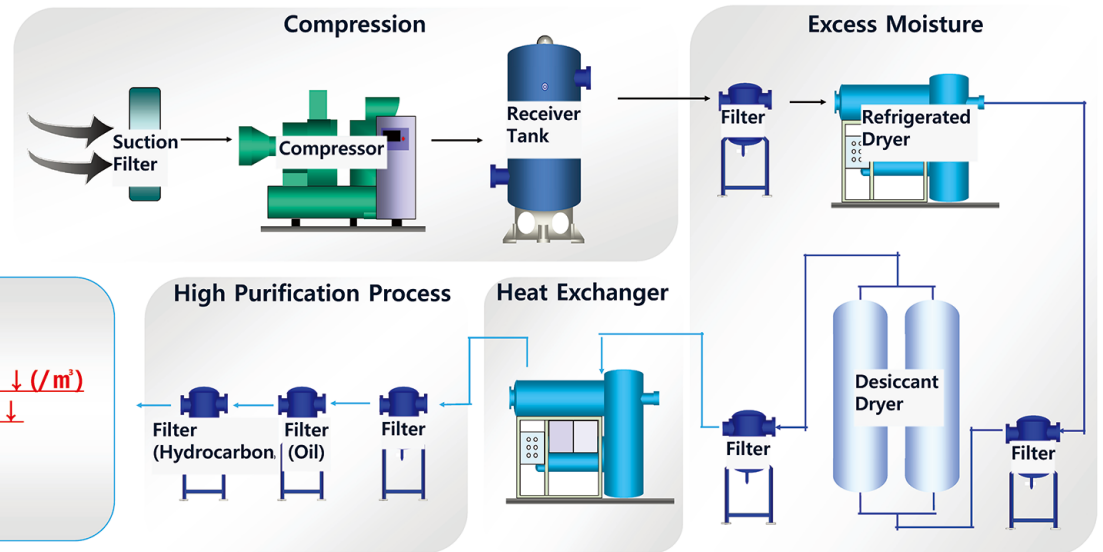 Compression
Excess Moisture
Suction
Filter
Compressor
Receiver
Tank
Filter
Refrigerated
Dryer
High Purification Process
Heat Exchanger
↓(/㎥)
↓
Desiccant
Dryer
Filter
(Hydrocarbon
Filter
(Oil)
Filter
Filter
Filter